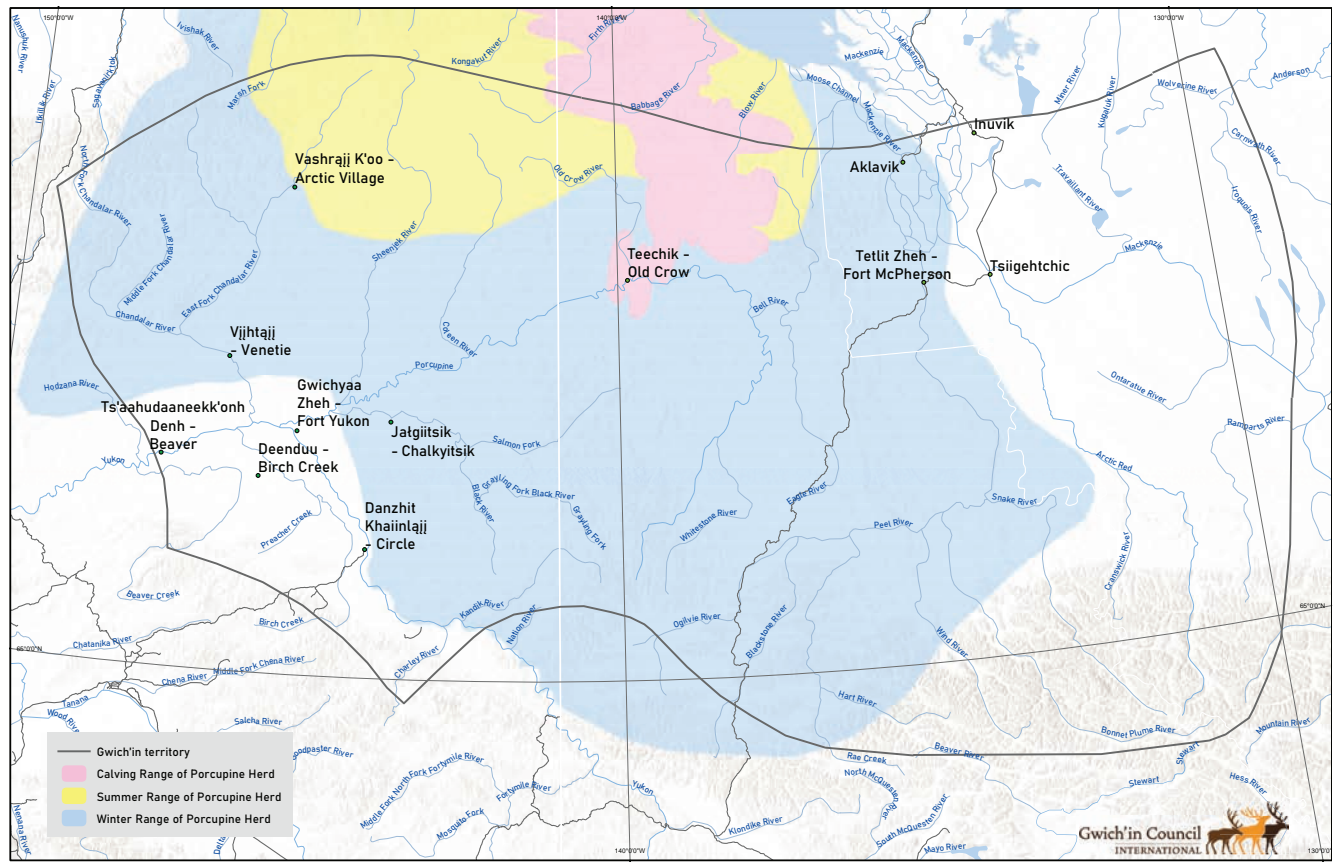 150°0'0"W
140°0'0"W
130°0'0"W
Ivishak River
Firth River
Kongakut River
Mackenzie
Mackenzie
Anderson
Miner River
Kugaluk River
Wolverine River
Marsh Fork
Babbage River
Blow River
Moose Channel
Mackenzie River
Inuvik
Carnwath River
Itkillik River
North Fork Chandalar River
Vashrąįį K'oo -
Arctic Village
Old Crow River
Aklavik
Travaillant River
Iroquois River
Middle Fork Chandalar River
East Fork Chandalar River
Sheenjek River
Teechik -
Old Crow
Tetlit Zheh -
Fort McPherson
Tsiigehtchic
Mackenzie
Chandalar River
Bell River
Vįįhtąįį
- Venetie
Coleen River
Porcupine
Hodzana River
Ts'aahudaaneekk'onh
Denh -
Beaver
Gwichyaa
Zheh -
Fort Yukon
Ontaratue River
Ramparts River
Jałgiitsik
- Chalkyitsik
Salmon Fork
Deenduu -
Birch Creek
Yukon
Arctic Red
Black River
Grayling Fork Black River
Grayling Fork
Eagle River
Snake River
Danzhit
Khaiinląįį
- Circle
Preacher Creek
Whitestone River
Peel River
Cranswick River
Beaver Creek
Birch Creek
Kandik River
Nation River
Ogilvie River
Blackstone River
Wind River
65°0'0"N
Chatanika River
65°0'0"N
Chena River
Middle Fork Chena River
Charley River
Hart River
Tanana
Salcha River
Bonnet Plume River
Mountain River
Gwich'in territory
Calving Range of Porcupine Herd
Summer Range of Porcupine Herd
Winter Range of Porcupine Herd
Middle Fork North Fork Fortymile River
Fortymile River
Mosquito Fork
Yukon
Klondike River
Rae Creek
Beaver River
North McQuesten River
South McQuesten River
Mayo River
Stewart
Stewart
Hess River
Nenana River
Gwich'in Council
INTERNATIONAL
140°0'0"W